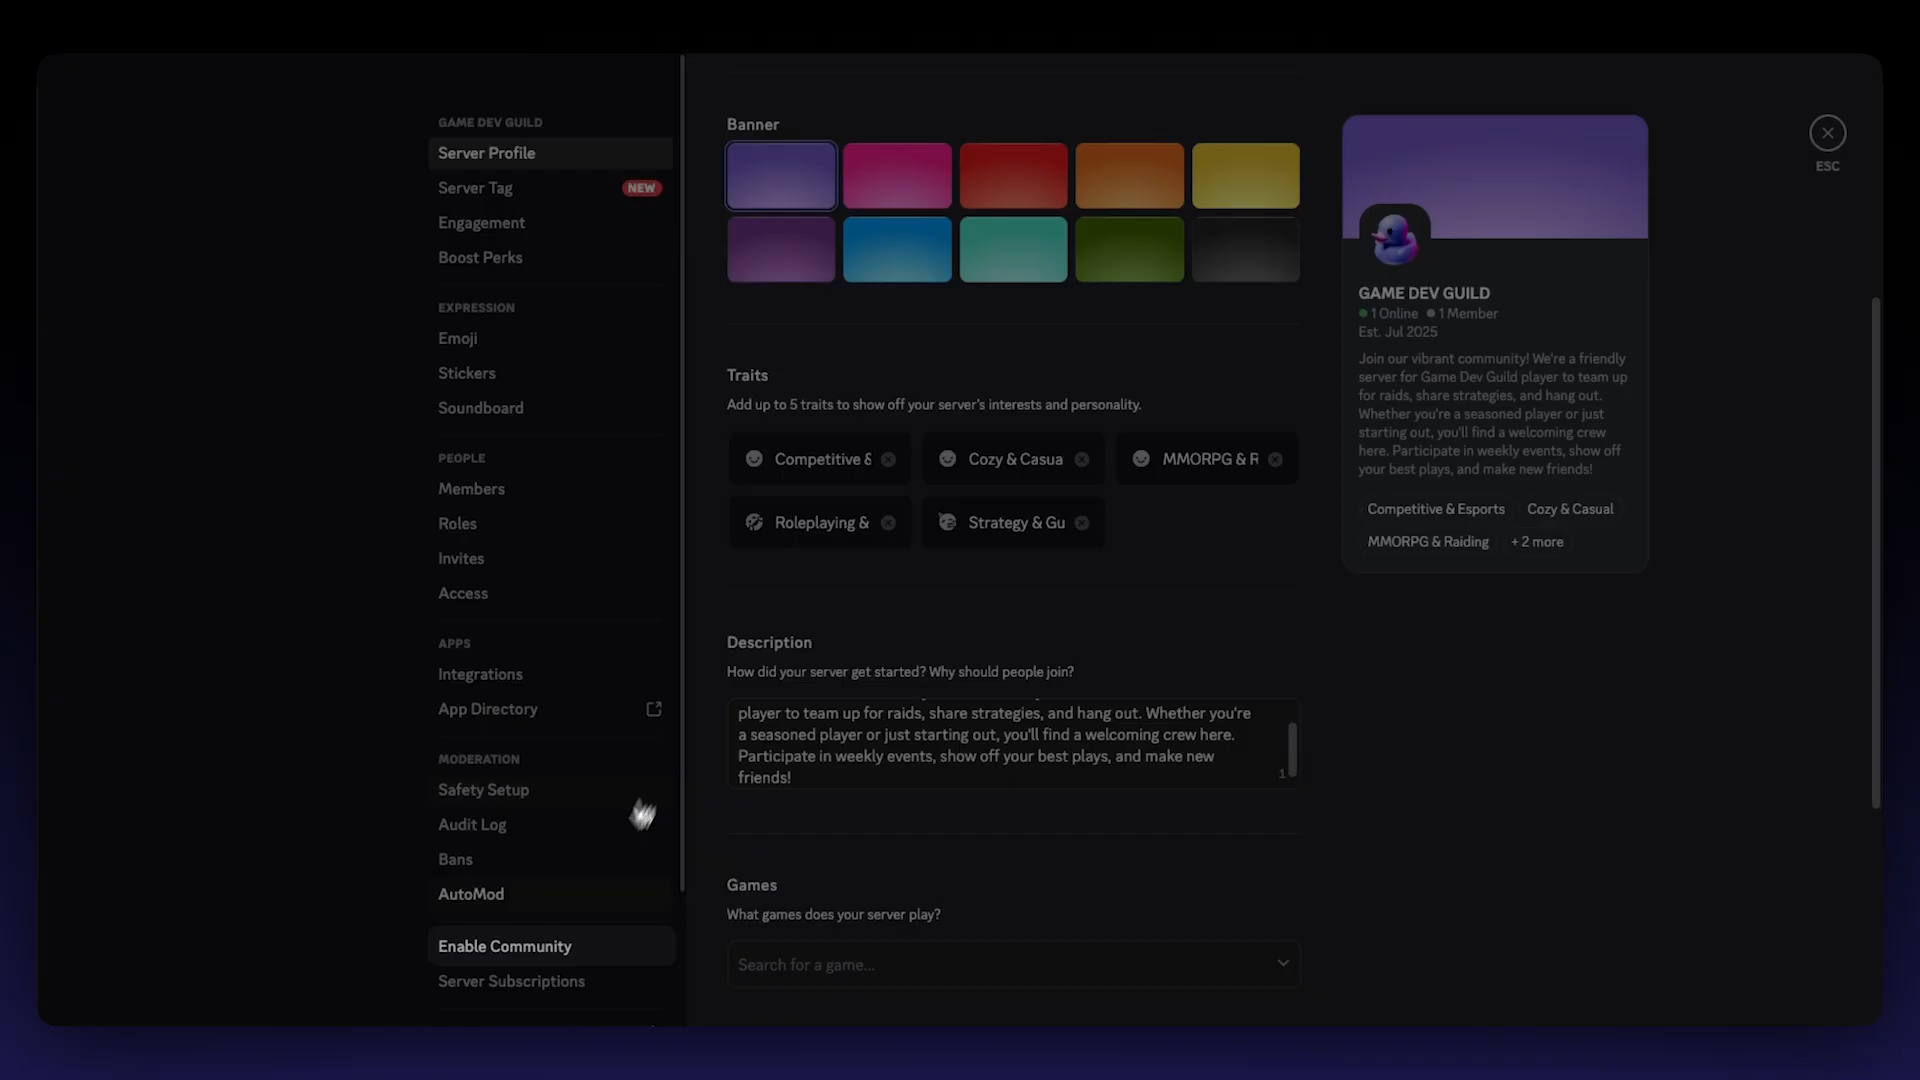 GAME DEV GUILD
Server Profile
Server Tag NEW
Engagement
Boost Perks
EXPRESSION
Emoji
Stickers
Soundboard
PEOPLE
Members
Roles
Invites
Access
APPS
Integrations
App Directory
MODERATION
Safety Setup
Audit Log
Bans
AutoMod
Enable Community
Server Subscriptions
Banner
Traits
Add up to 5 traits to show off your server's interests and personality.
Competitive &
Cozy & Casua
MMORPG & R
Roleplaying &
Strategy & Gu
Description
How did your server get started? Why should people join?
player to team up for raids, share strategies, and hang out. Whether you're
a seasoned player or just starting out, you'll find a welcoming crew here.
Participate in weekly events, show off your best plays, and make new
friends!
1
Games
What games does your server play?
Search for a game...
GAME DEV GUILD
1 Online 1 Member
Est. Jul 2025
Join our vibrant community! We're a friendly
server for Game Dev Guild player to team up
for raids, share strategies, and hang out.
Whether you're a seasoned player or just
starting out, you'll find a welcoming crew
here. Participate in weekly events, show off
your best plays, and make new friends!
Competitive & Esports Cozy & Casual
MMORPG & Raiding + 2 more
ESC